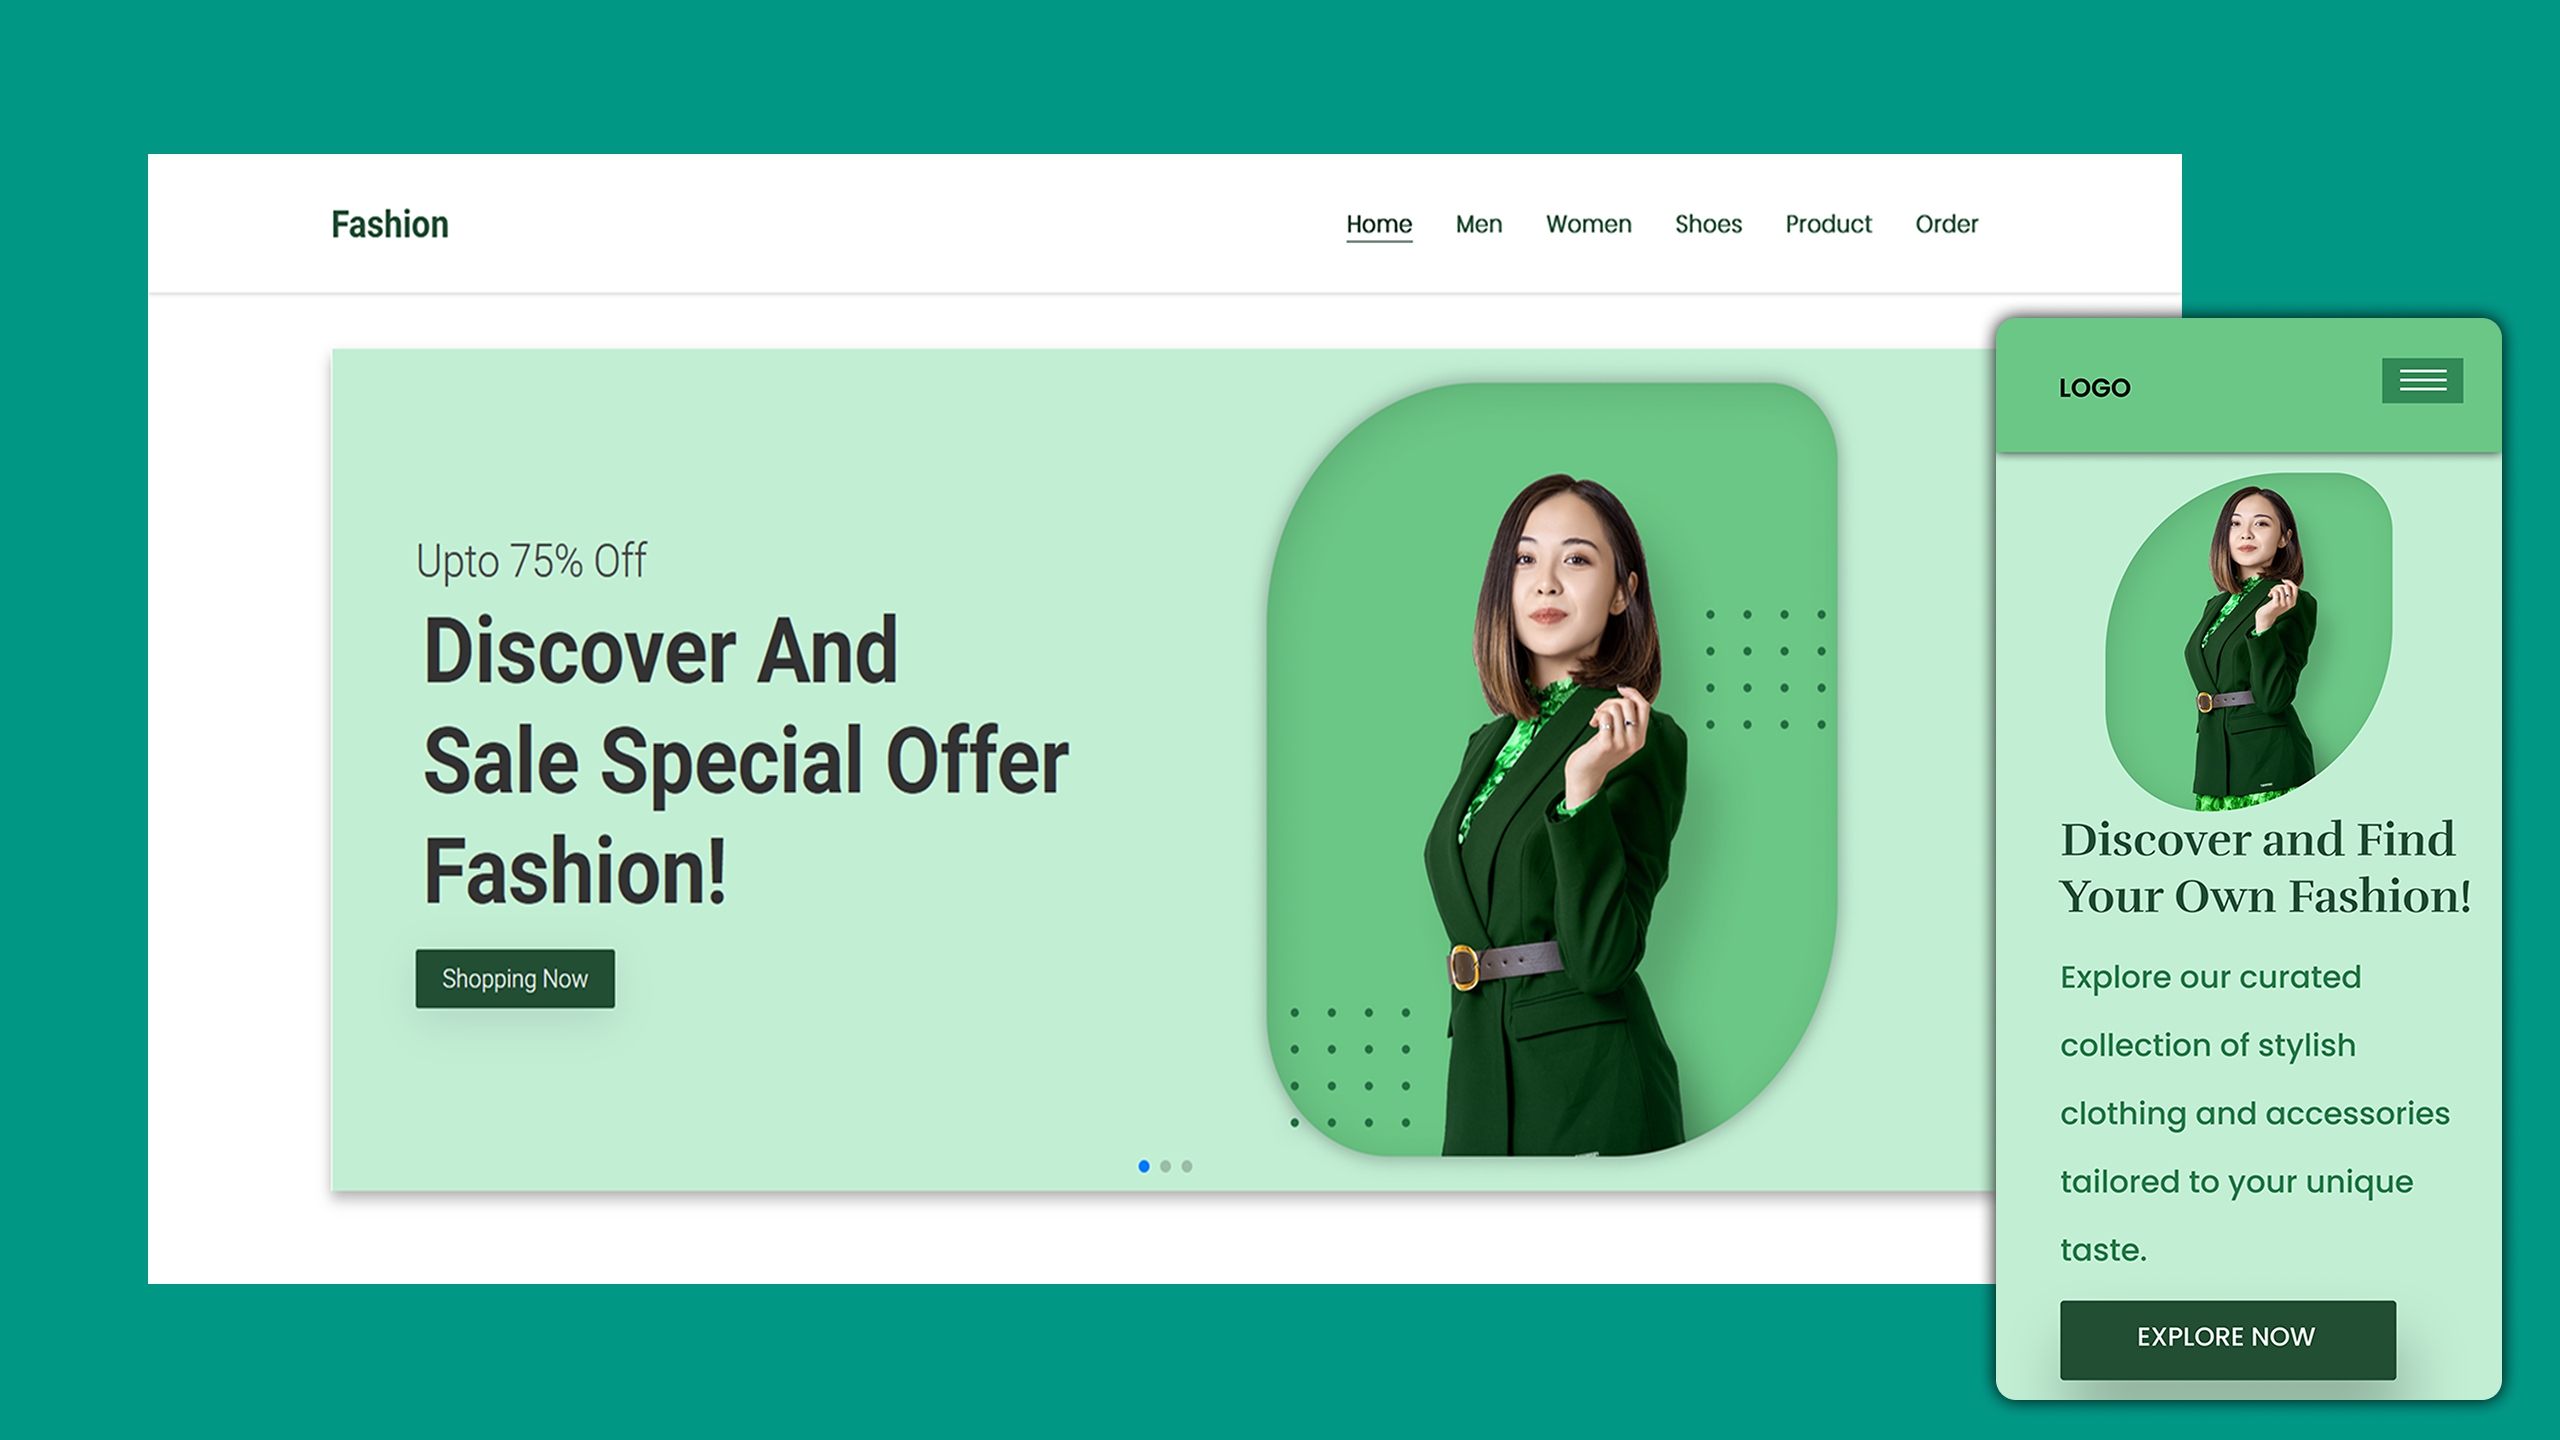 Fashion
Home Men Women Shoes Product Order
Upto 75% Off
Discover And
Sale Special Offer
Fashion!
Shopping Now
LOGO
Discover and Find
Your Own Fashion!
Explore our curated
collection of stylish
clothing and accessories
tailored to your unique
taste.
EXPLORE NOW